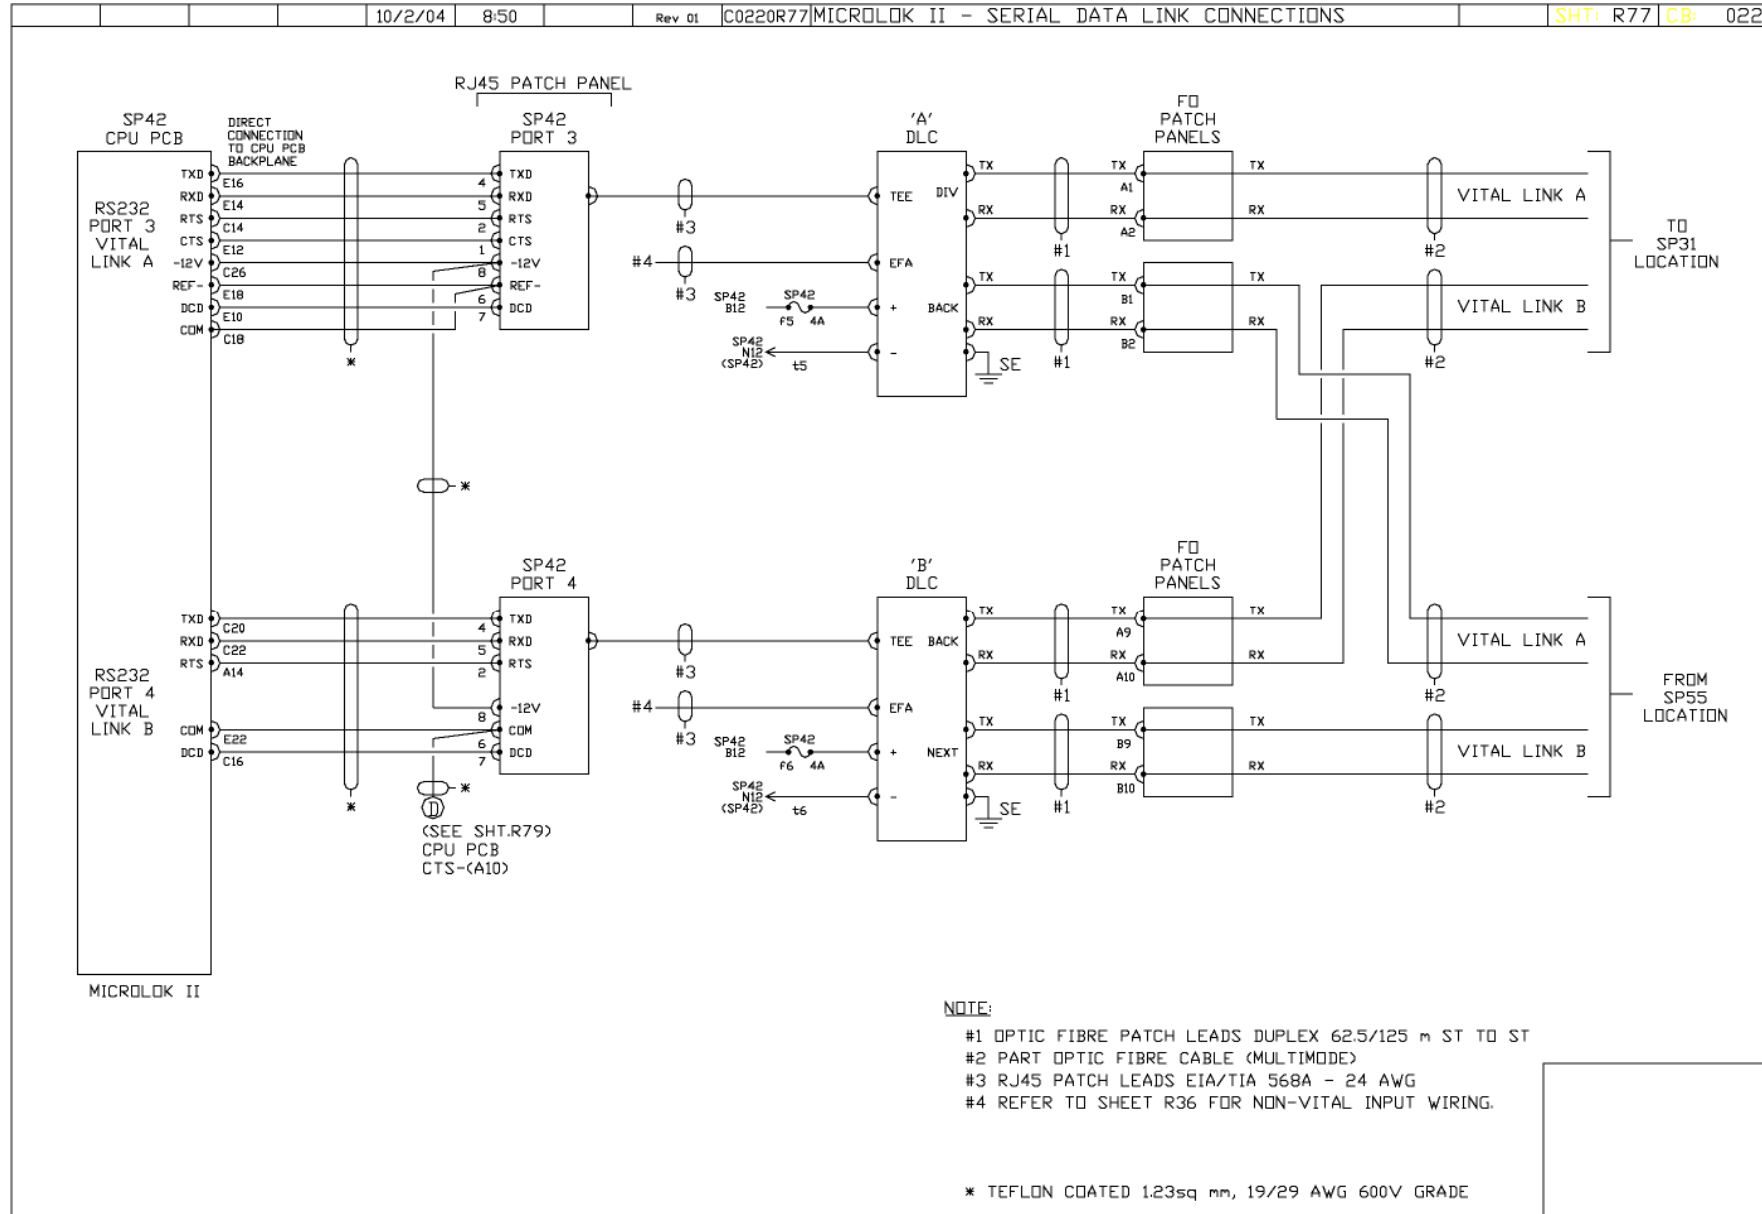 10/2/04 8:50 Rev 01 C0220R77 MICROLOK II - SERIAL DATA LINK CONNECTIONS SHT: R77 CB: 022
RJ45 PATCH PANEL
SP42
CPU PCB
DIRECT
CONNECTION
TO CPU PCB
BACKPLANE
SP42
PORT 3
'A'
DLC
FO
PATCH
PANELS
RS232
PORT 3
VITAL
LINK A
TXD E16 4 TXD
RXD E14 5 RXD
RTS C14 2 RTS
CTS E12 1 CTS
-12V C26 8 -12V
REF- E18 6 REF-
DCD E10 7 DCD
COM C18
*
#3
#4
#3
TEE DIV
EFA
+ BACK
-
SP42
B12
SP42
f5 4A
SP42
N12
(SP42)
t5
SE
TX TX A1 TX
RX RX A2 RX
#1
#2
VITAL LINK A
TX TX B1 TX
RX RX B2 RX
#1
#2
VITAL LINK B
TO
SP31
LOCATION
*
SP42
PORT 4
'B'
DLC
FO
PATCH
PANELS
RS232
PORT 4
VITAL
LINK B
TXD C20 4 TXD
RXD C22 5 RXD
RTS A14 2 RTS
8 -12V
COM E22 6 COM
DCD C16 7 DCD
*
*
D
(SEE SHT.R79)
CPU PCB
CTS-(A10)
#3
#4
#3
TEE BACK
EFA
+ NEXT
-
SP42
B12
SP42
f6 4A
SP42
N12
(SP42)
t6
SE
TX TX A9 TX
RX RX A10 RX
#1
#2
VITAL LINK A
TX TX B9 TX
RX RX B10 RX
#1
#2
VITAL LINK B
FROM
SP55
LOCATION
MICROLOK II
NOTE:
#1 OPTIC FIBRE PATCH LEADS DUPLEX 62.5/125 m ST TO ST
#2 PART OPTIC FIBRE CABLE (MULTIMODE)
#3 RJ45 PATCH LEADS EIA/TIA 568A - 24 AWG
#4 REFER TO SHEET R36 FOR NON-VITAL INPUT WIRING.
* TEFLON COATED 1.23sq mm, 19/29 AWG 600V GRADE